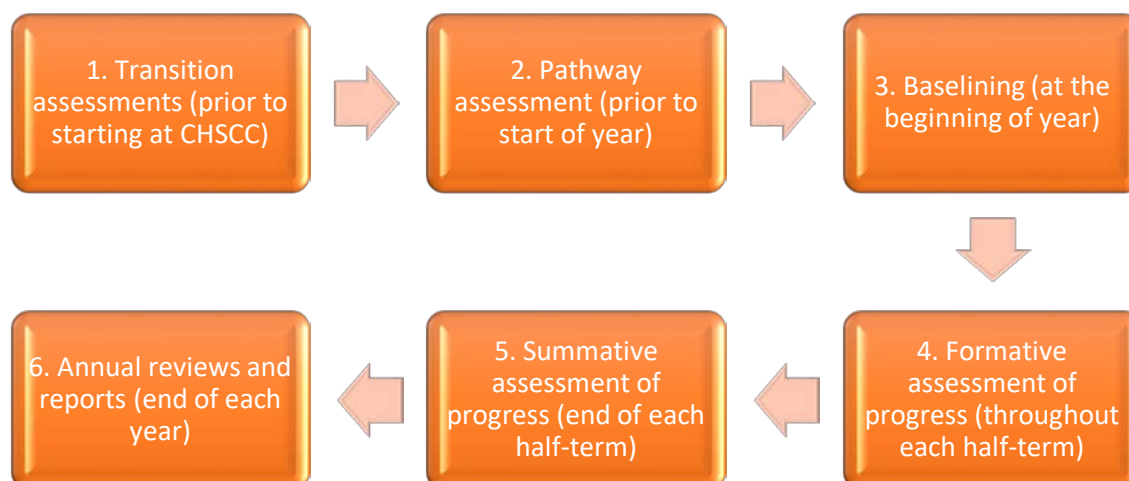 1. Transition
assessments (prior to
starting at CHSCC)
2. Pathway
assessment (prior to
start of year)
3. Baselining (at the
beginning of year)
4. Formative
assessment of
progress (throughout
each half-term)
5. Summative
assessment of
progress (end of each
half-term)
6. Annual reviews and
reports (end of each
year)